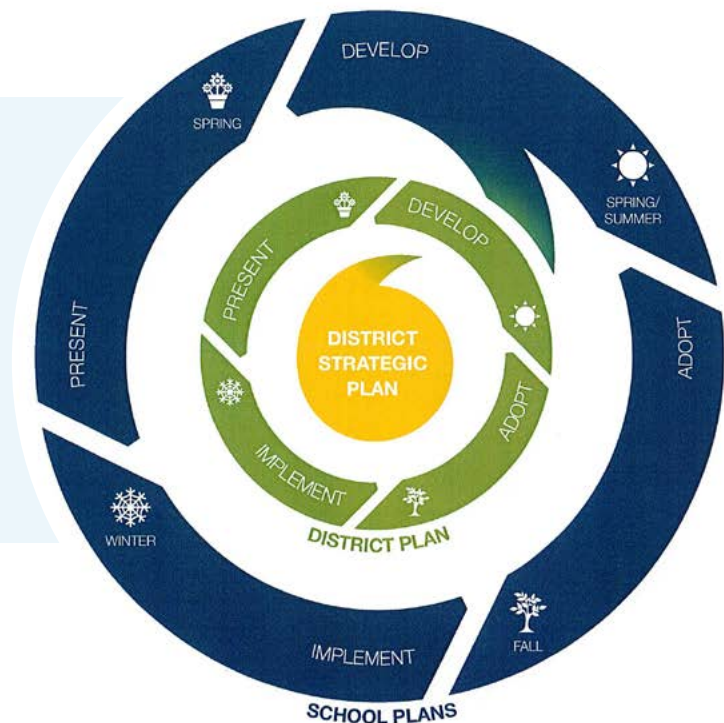 DEVELOP
SPRING/
SUMMER
ADOPT
FALL
IMPLEMENT
WINTER
PRESENT
SPRING
SCHOOL PLANS
DEVELOP
ADOPT
IMPLEMENT
PRESENT
DISTRICT PLAN
DISTRICT
STRATEGIC
PLAN